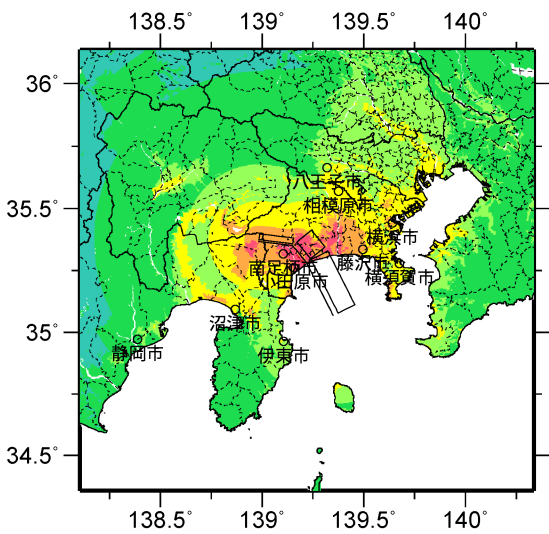 138.5° 139° 139.5° 140°
36°
八王子市
相模原市
35.5°
横浜市
藤沢市
南足柄市
横須賀市
小田原市
沼津市
35°
静岡市
伊東市
34.5°
138.5° 139° 139.5° 140°